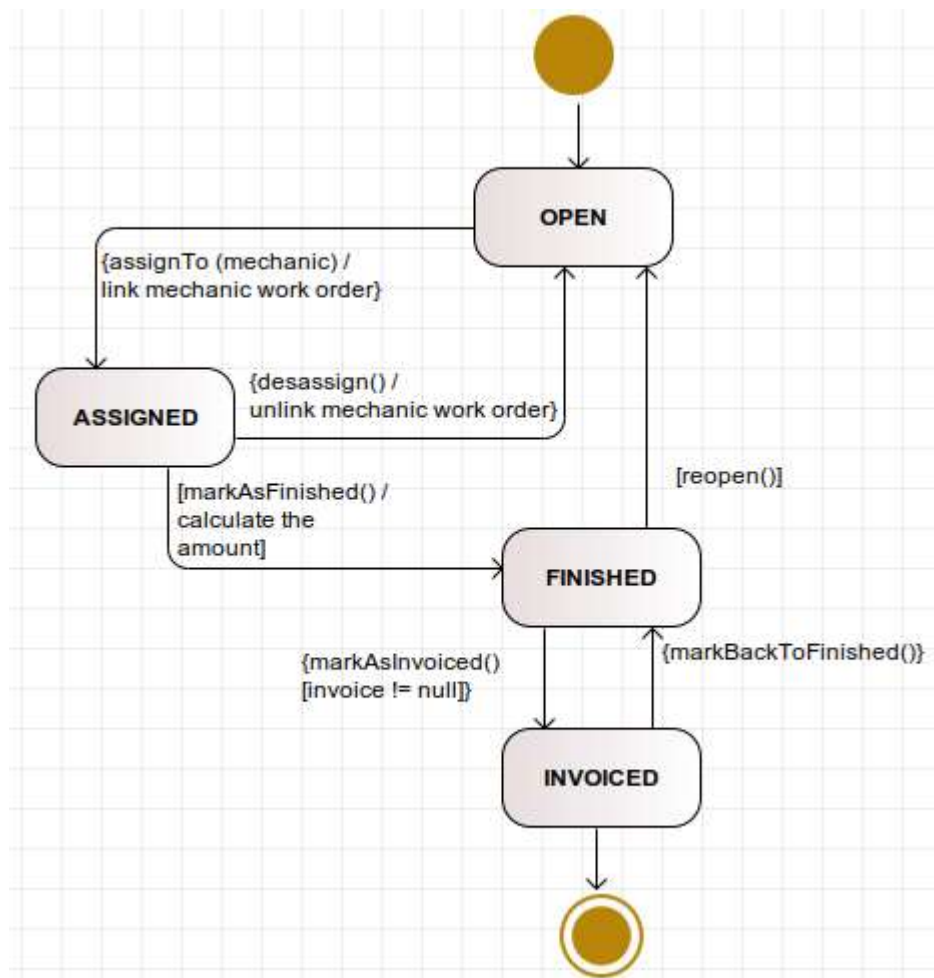 OPEN
{assignTo (mechanic) /
link mechanic work order}
{desassign() /
unlink mechanic work order}
ASSIGNED
[markAsFinished() /
calculate the
amount]
[reopen()]
FINISHED
{markAsInvoiced()
[invoice != null]}
{markBackToFinished()}
INVOICED